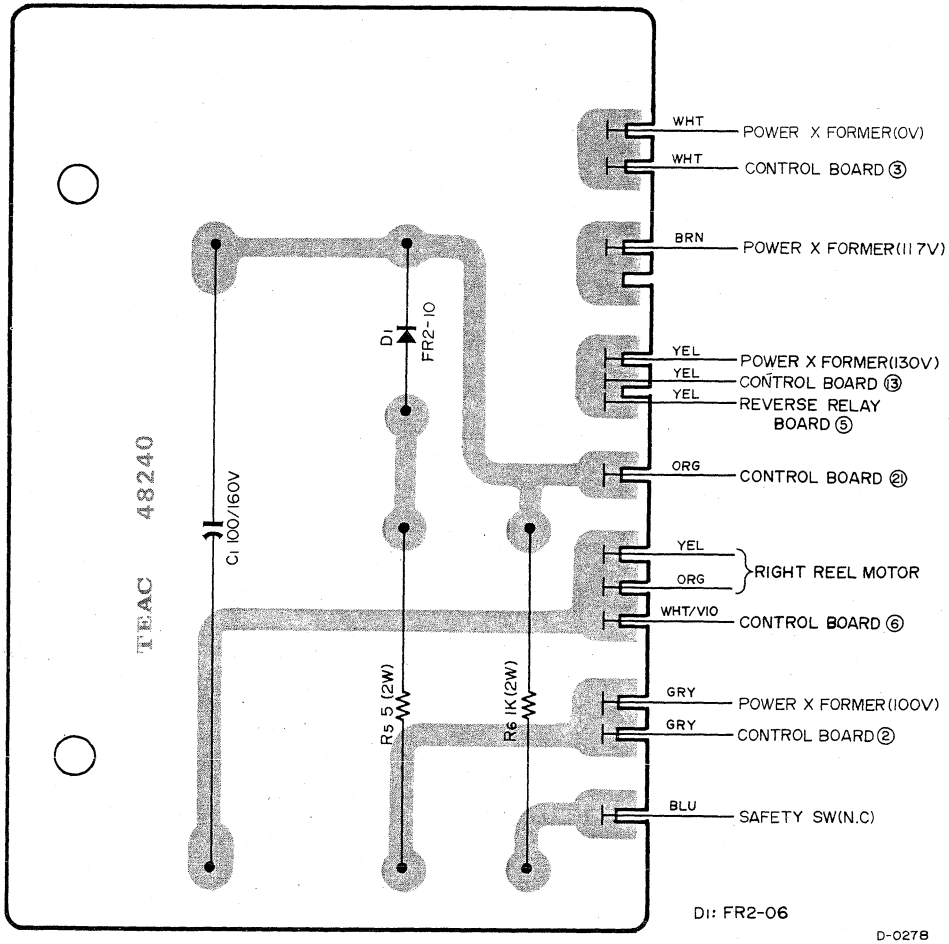 WHT
POWER X FORMER(0V)
WHT
CONTROL BOARD ③
BRN
POWER X FORMER(117V)
D1
FR2-10
YEL
POWER X FORMER(130V)
YEL
CONTROL BOARD ⑬
YEL
REVERSE RELAY
BOARD ⑤
TEAC 48240
C1 100/160V
ORG
CONTROL BOARD ㉑
YEL
ORG
RIGHT REEL MOTOR
WHT/VIO
CONTROL BOARD ⑥
R5 5 (2W)
R6 1K (2W)
GRY
POWER X FORMER(100V)
GRY
CONTROL BOARD ②
BLU
SAFETY SW(N.C)
D1: FR2-06
D-0278